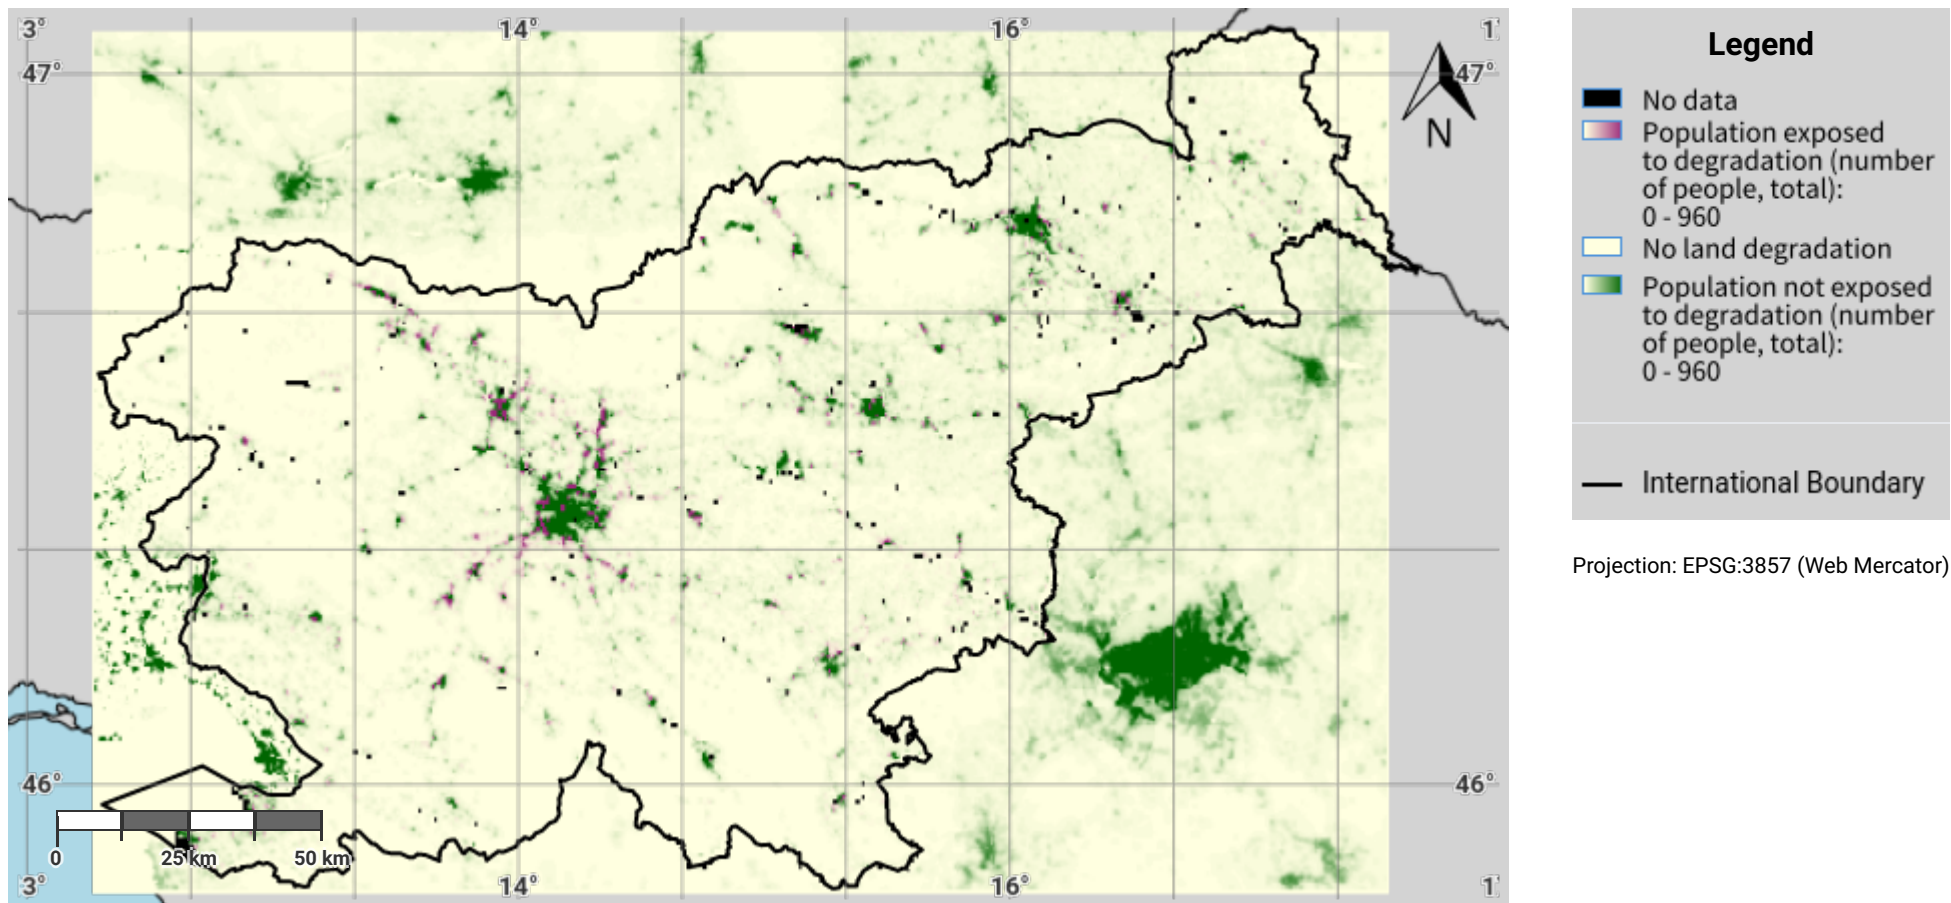 3° 14° 16° 1
47° 47°
N
46° 46°
0 25 km 50 km
3° 14° 16° 1
Legend
No data
Population exposed
to degradation (number
of people, total):
0 - 960
No land degradation
Population not exposed
to degradation (number
of people, total):
0 - 960
International Boundary
Projection: EPSG:3857 (Web Mercator)